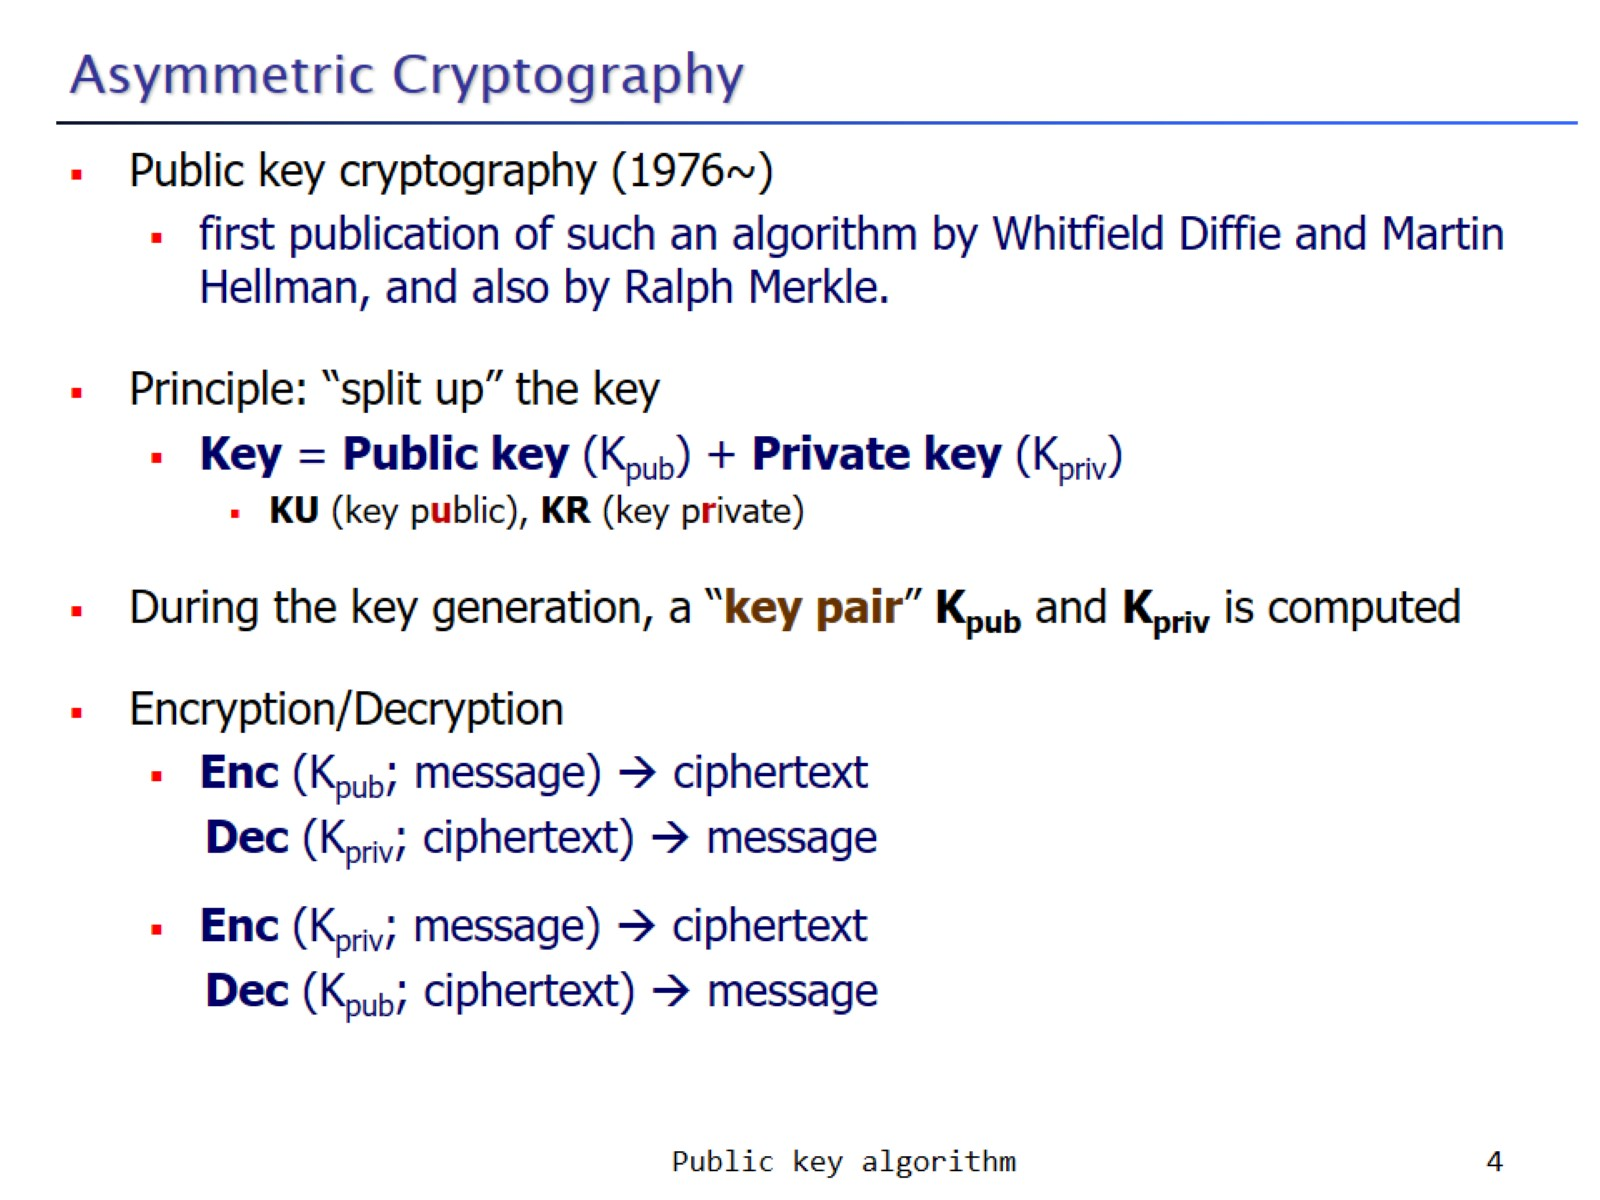 Asymmetric Cryptography
▪ Public key cryptography (1976~)
▪ first publication of such an algorithm by Whitfield Diffie and Martin
Hellman, and also by Ralph Merkle.
▪ Principle: “split up” the key
▪ Key = Public key (Kpub) + Private key (Kpriv)
▪ KU (key public), KR (key private)
▪ During the key generation, a “key pair” Kpub and Kpriv is computed
▪ Encryption/Decryption
▪ Enc (Kpub; message) → ciphertext
Dec (Kpriv; ciphertext) → message
▪ Enc (Kpriv; message) → ciphertext
Dec (Kpub; ciphertext) → message
Public key algorithm 4